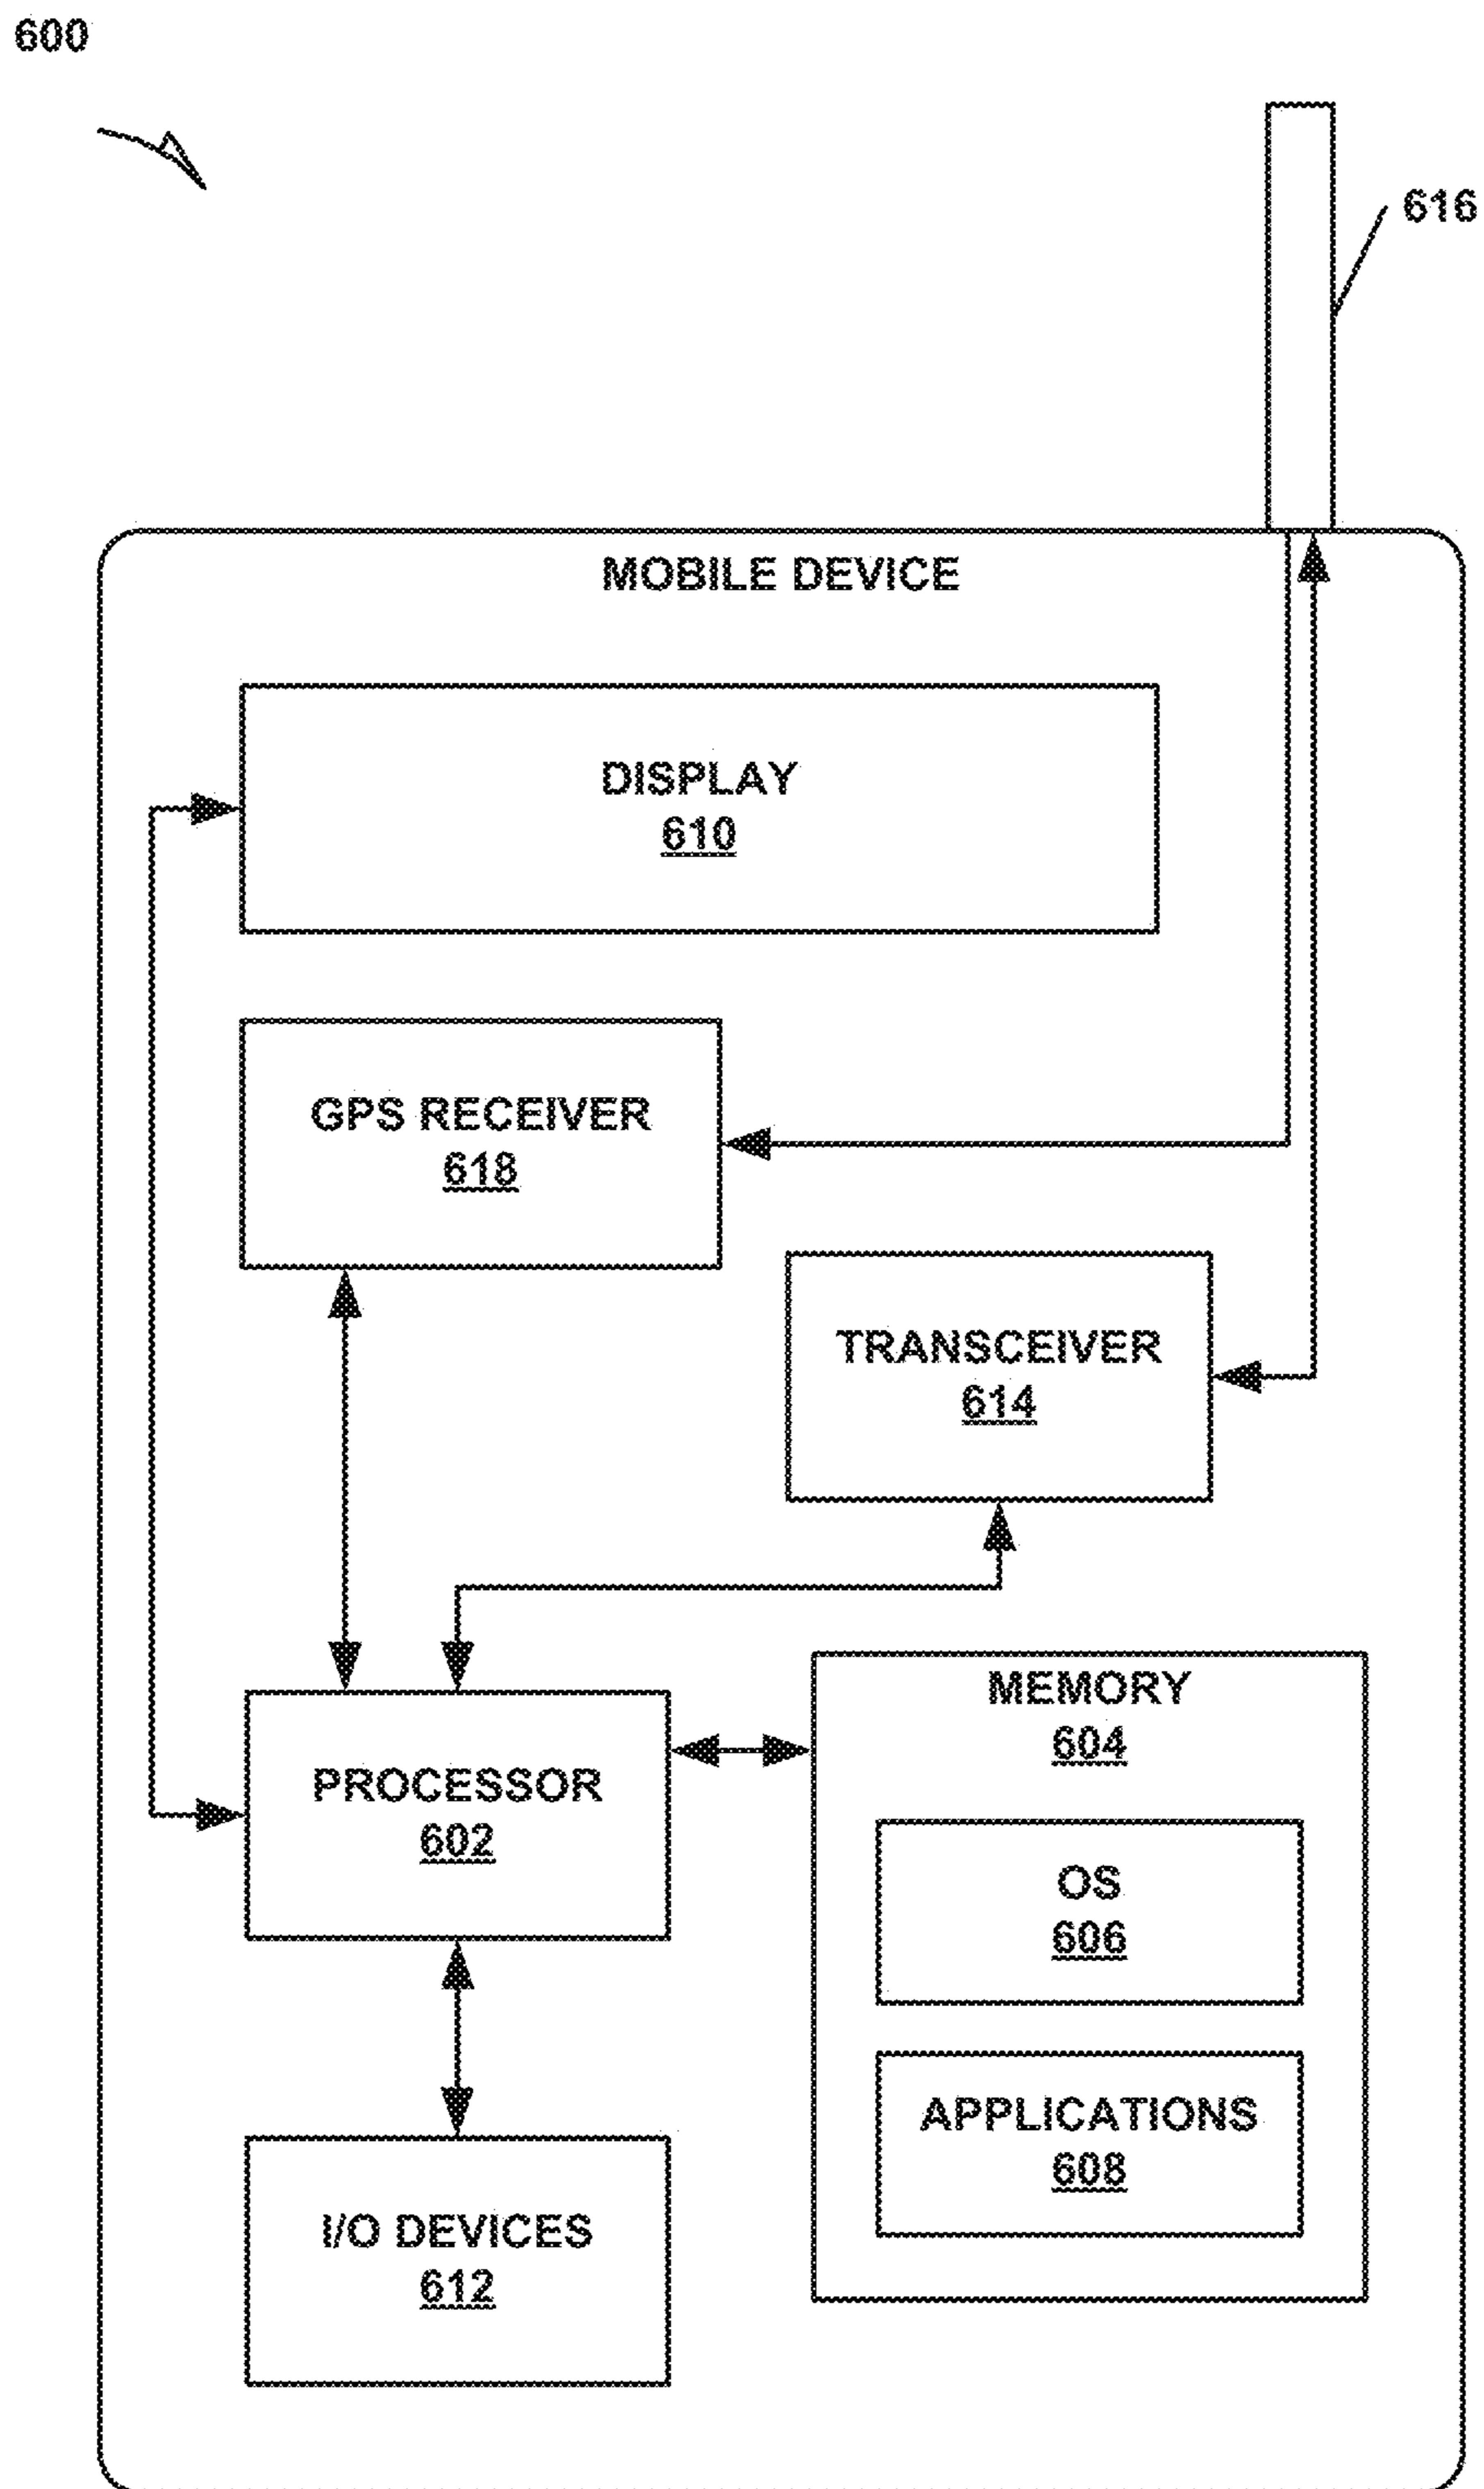 600
616
MOBILE DEVICE
DISPLAY
610
GPS RECEIVER
618
TRANSCEIVER
614
MEMORY
604
PROCESSOR
602
OS
606
APPLICATIONS
608
I/O DEVICES
612